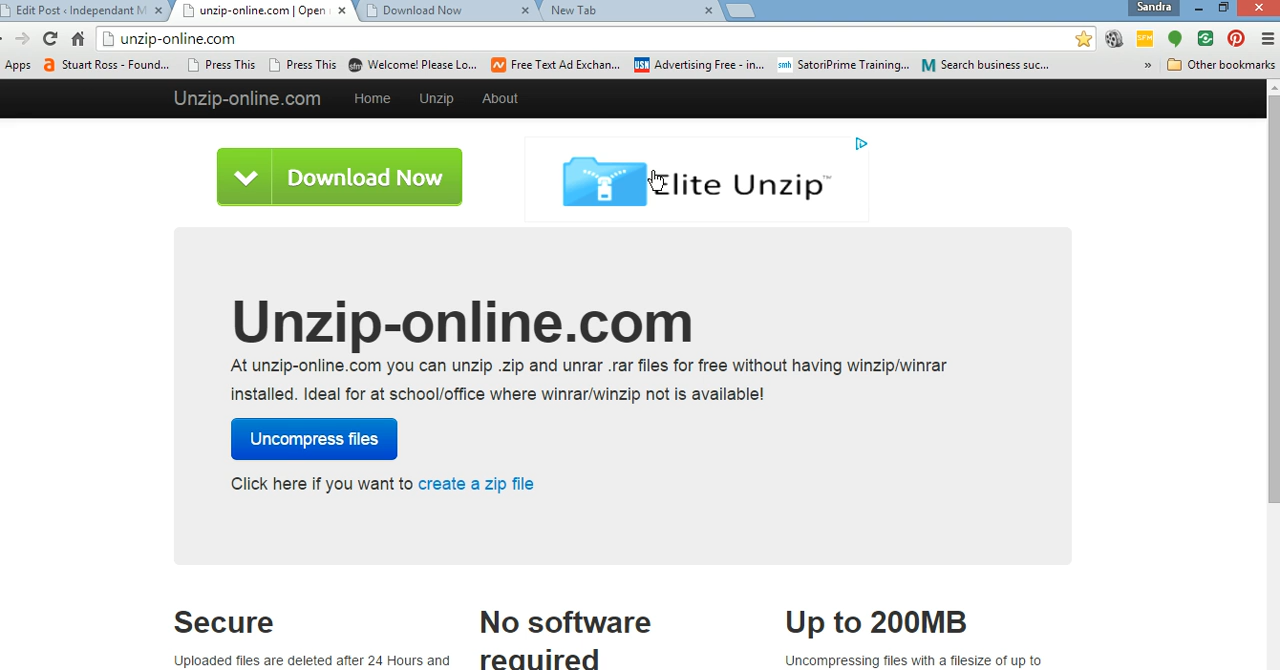 Edit Post ‹ Independant M
unzip-online.com | Open
Download Now
New Tab
Sandra
unzip-online.com
SFM
Apps
Stuart Ross - Found...
Press This
Press This
sfm
Welcome! Please Lo...
Free Text Ad Exchan...
Advertising Free - in...
smh
SatoriPrime Training...
Search business suc...
»
Other bookmarks
Unzip-online.com
Home
Unzip
About
Download Now
Elite Unzip™
Unzip-online.com
At unzip-online.com you can unzip .zip and unrar .rar files for free without having winzip/winrar
installed. Ideal for at school/office where winrar/winzip not is available!
Uncompress files
Click here if you want to create a zip file
Secure
Uploaded files are deleted after 24 Hours and
No software
required
Up to 200MB
Uncompressing files with a filesize of up to